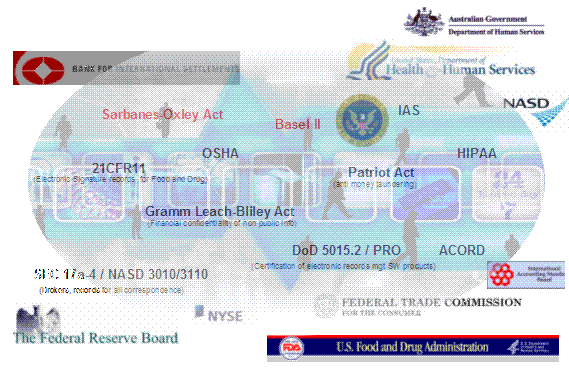 Australian Government
Department of Human Services
United States Department of
Health & Human Services
BANK FOR INTERNATIONAL SETTLEMENTS
NASD
Sarbanes-Oxley Act
Basel II
IAS
OSHA
HIPAA
21CFR11
(Electronic Signature records for Food and Drug)
Patriot Act
(anti money laundering)
Gramm Leach-Bliley Act
(Financial confidentiality of non public info)
DoD 5015.2 / PRO
(Certification of electronic records mgt SW products)
ACORD
SEC 17a-4 / NASD 3010/3110
(Brokers, records for all correspondence)
International
Accounting Standards
Board
NYSE
FEDERAL TRADE COMMISSION
FOR THE CONSUMER
The Federal Reserve Board
FDA
U.S. Food and Drug Administration